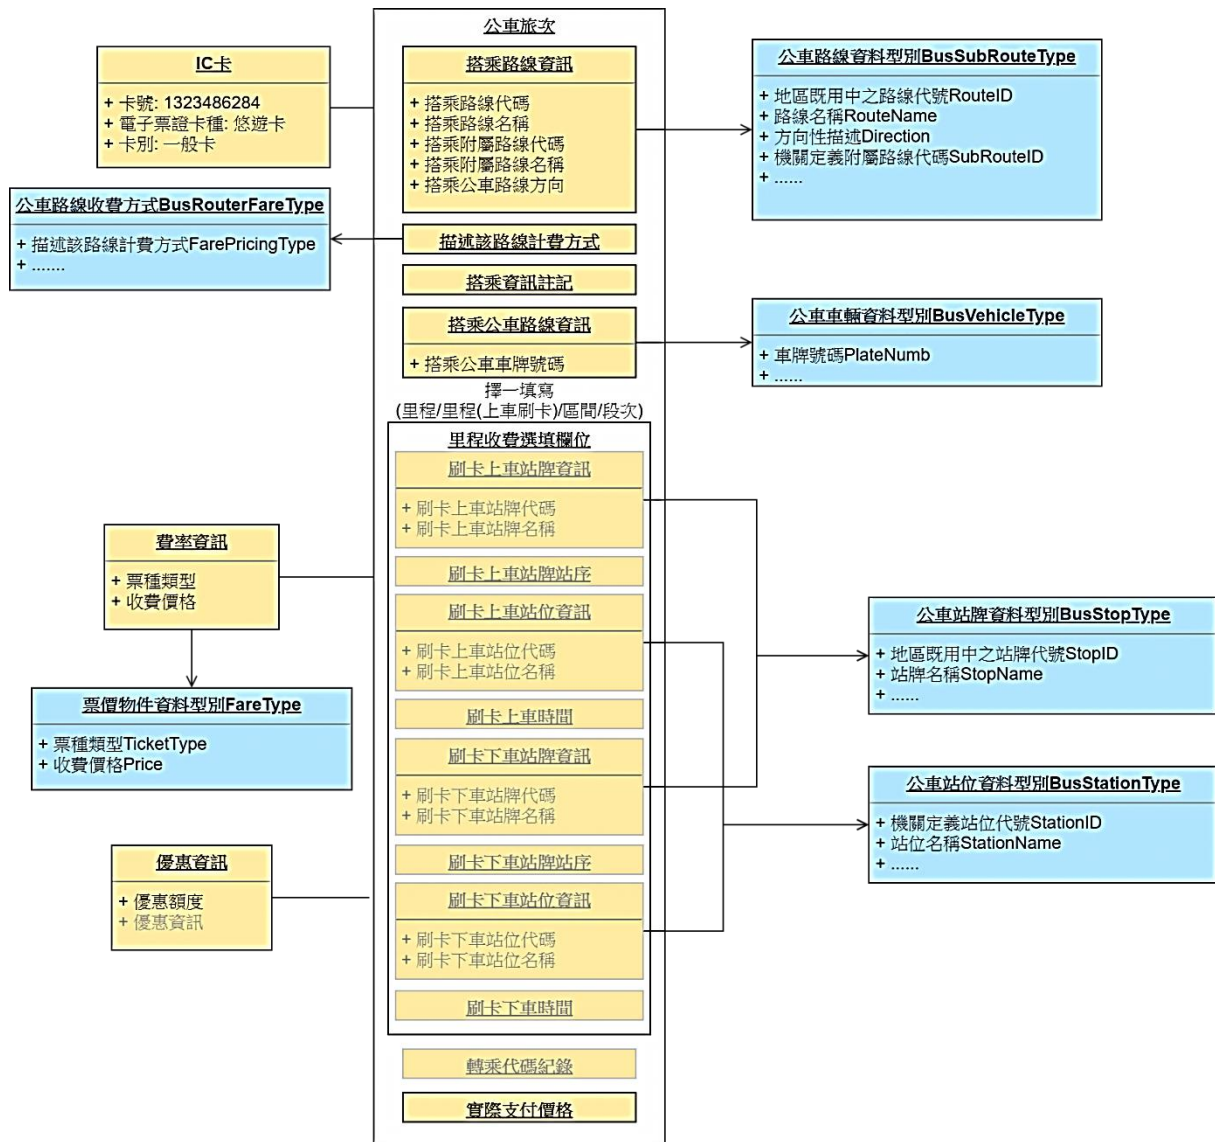 公車旅次
IC卡
+ 卡號: 1323486284
+ 電子票證卡種: 悠遊卡
+ 卡別: 一般卡
搭乘路線資訊
+ 搭乘路線代碼
+ 搭乘路線名稱
+ 搭乘附屬路線代碼
+ 搭乘附屬路線名稱
+ 搭乘公車路線方向
公車路線資料型別BusSubRouteType
+ 地區既用中之路線代號RouteID
+ 路線名稱RouteName
+ 方向性描述Direction
+ 機關定義附屬路線代碼SubRouteID
+ ......
公車路線收費方式BusRouterFareType
+ 描述該路線計費方式FarePricingType
+ .......
描述該路線計費方式
搭乘資訊註記
搭乘公車路線資訊
+ 搭乘公車車牌號碼
公車車輛資料型別BusVehicleType
+ 車牌號碼PlateNumb
+ ......
擇一填寫
(里程/里程(上車刷卡)/區間/段次)
里程收費選填欄位
刷卡上車站牌資訊
+ 刷卡上車站牌代碼
+ 刷卡上車站牌名稱
刷卡上車站牌站序
刷卡上車站位資訊
+ 刷卡上車站位代碼
+ 刷卡上車站位名稱
刷卡上車時間
刷卡下車站牌資訊
+ 刷卡下車站牌代碼
+ 刷卡下車站牌名稱
刷卡下車站牌站序
刷卡下車站位資訊
+ 刷卡下車站位代碼
+ 刷卡下車站位名稱
刷卡下車時間
轉乘代碼紀錄
實際支付價格
費率資訊
+ 票種類型
+ 收費價格
票價物件資料型別FareType
+ 票種類型TicketType
+ 收費價格Price
優惠資訊
+ 優惠額度
+ 優惠資訊
公車站牌資料型別BusStopType
+ 地區既用中之站牌代號StopID
+ 站牌名稱StopName
+ ......
公車站位資料型別BusStationType
+ 機關定義站位代號StationID
+ 站位名稱StationName
+ ......